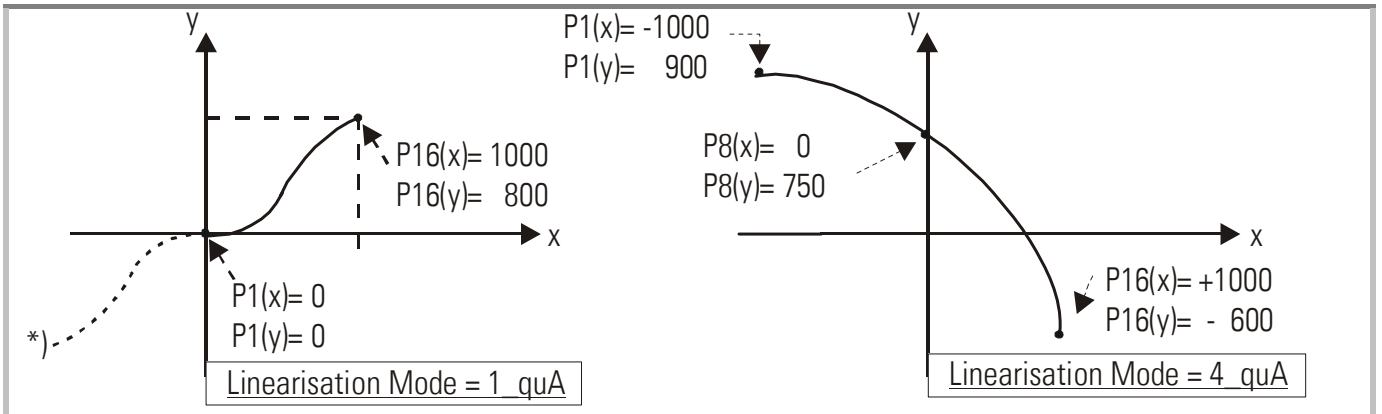 y
P16(x)= 1000
P16(y)= 800
x
P1(x)= 0
P1(y)= 0
*)
Linearisation Mode = 1_quA
P1(x)= -1000
P1(y)= 900
y
P8(x)= 0
P8(y)= 750
x
P16(x)= +1000
P16(y)= - 600
Linearisation Mode = 4_quA